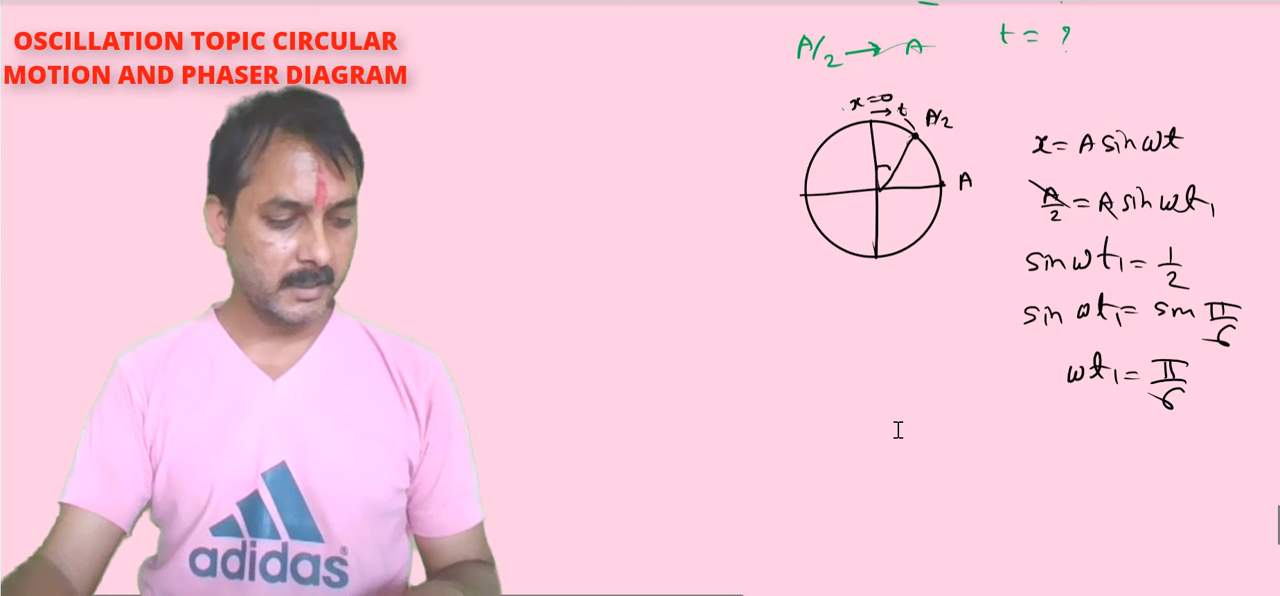 OSCILLATION TOPIC CIRCULAR
MOTION AND PHASER DIAGRAM
A/2 → A
t = ?
x=0
→ t
A/2
A
x = A sin ωt
A/2 = A sin ωt₁
sin ωt₁ = 1/2
sin ωt₁ = sin π/6
ωt₁ = π/6
adidas